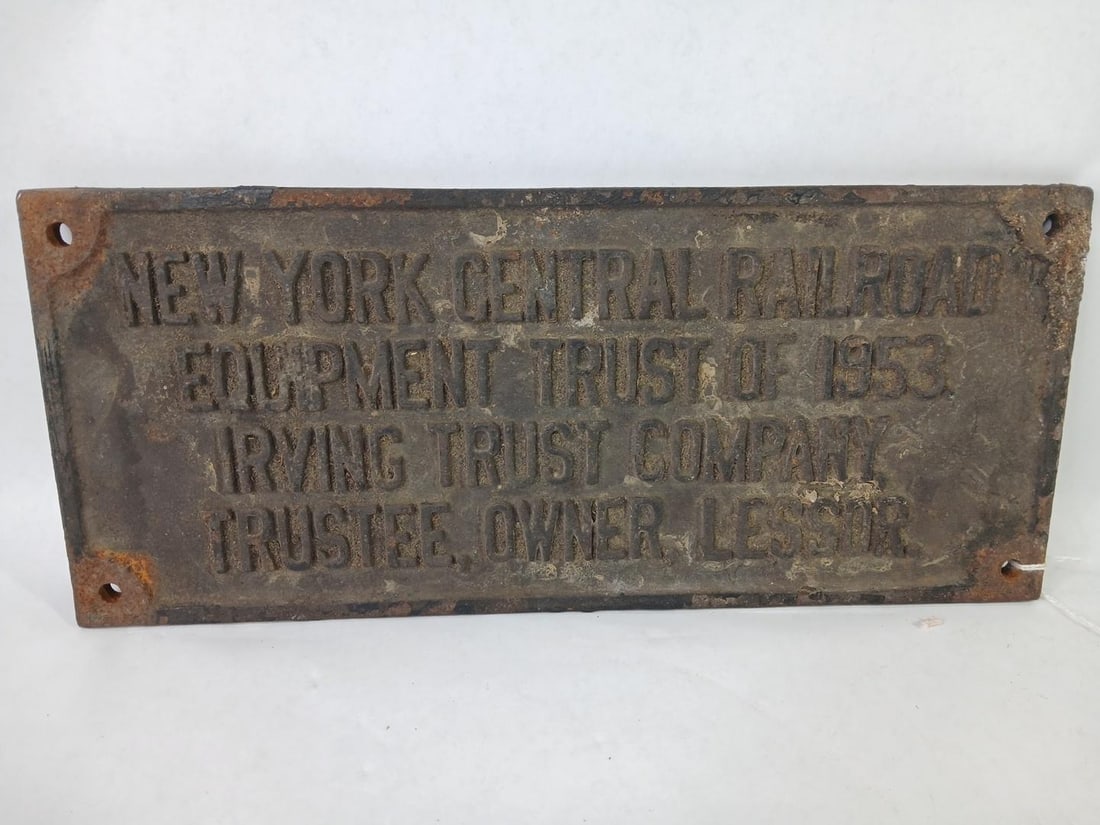 NEW YORK CENTRAL RAILROAD
EQUIPMENT TRUST OF 1953.
IRVING TRUST COMPANY,
TRUSTEE, OWNER, LESSOR.